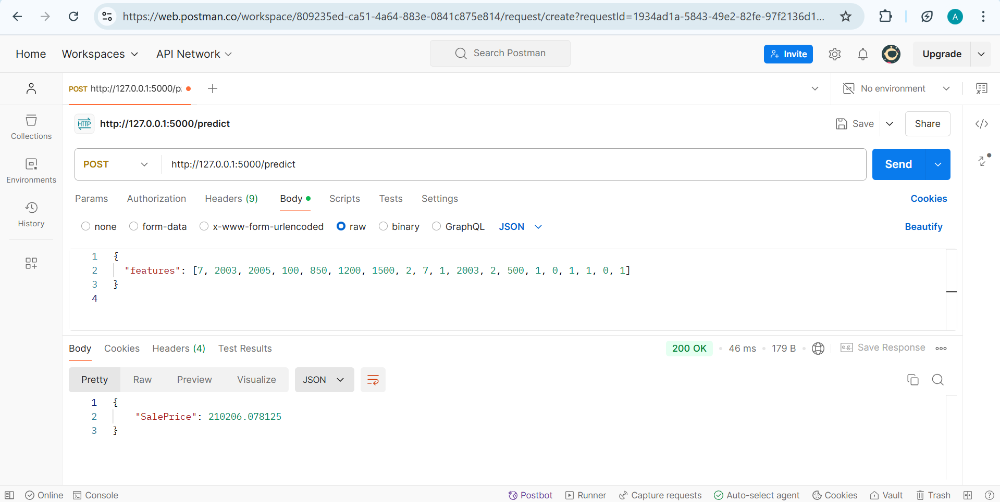 https://web.postman.co/workspace/809235ed-ca51-4a64-883e-0841c875e814/request/create?requestId=1934ad1a-5843-49e2-82fe-97f2136d1...
A
Home Workspaces API Network Search Postman Invite Upgrade
POST http://127.0.0.1:5000/p. No environment
HTTP http://127.0.0.1:5000/predict Save Share
Collections
Environments
History
POST http://127.0.0.1:5000/predict Send
Params Authorization Headers (9) Body Scripts Tests Settings Cookies
none form-data x-www-form-urlencoded raw binary GraphQL JSON Beautify
1 {
2 "features": [7, 2003, 2005, 100, 850, 1200, 1500, 2, 7, 1, 2003, 2, 500, 1, 0, 1, 1, 0, 1]
3 }
4
Body Cookies Headers (4) Test Results 200 OK 46 ms 179 B e.g. Save Response
Pretty Raw Preview Visualize JSON
1 {
2 "SalePrice": 210206.078125
3 }
Online Console Postbot Runner Capture requests Auto-select agent Cookies Vault Trash